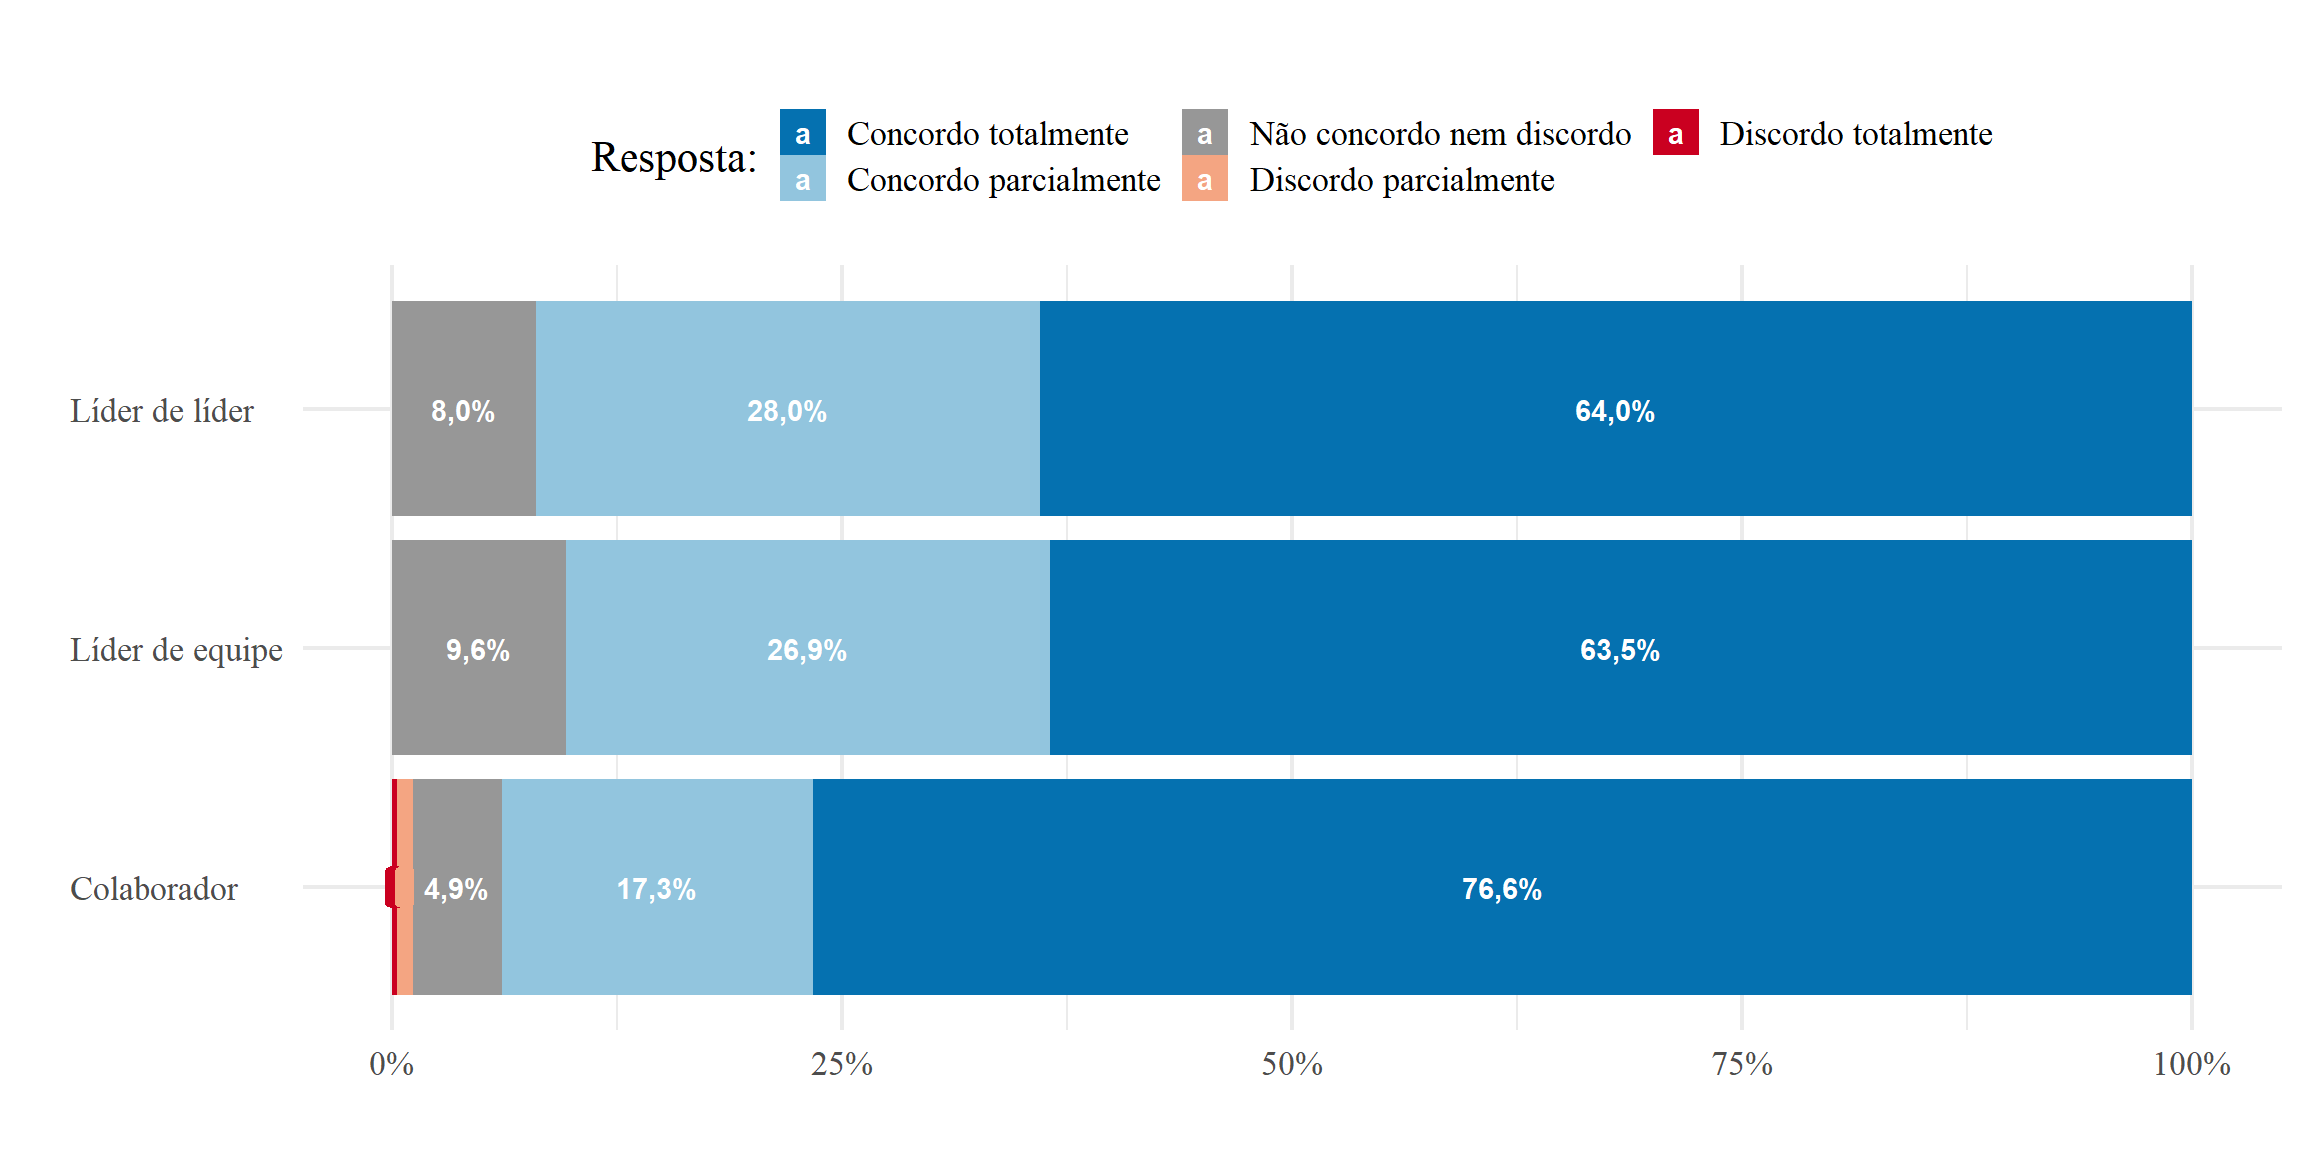 Resposta:
a Concordo totalmente a Não concordo nem discordo a Discordo totalmente
a Concordo parcialmente a Discordo parcialmente
Líder de líder 8,0% 28,0% 64,0%
Líder de equipe 9,6% 26,9% 63,5%
Colaborador 4,9% 17,3% 76,6%
0% 25% 50% 75% 100%